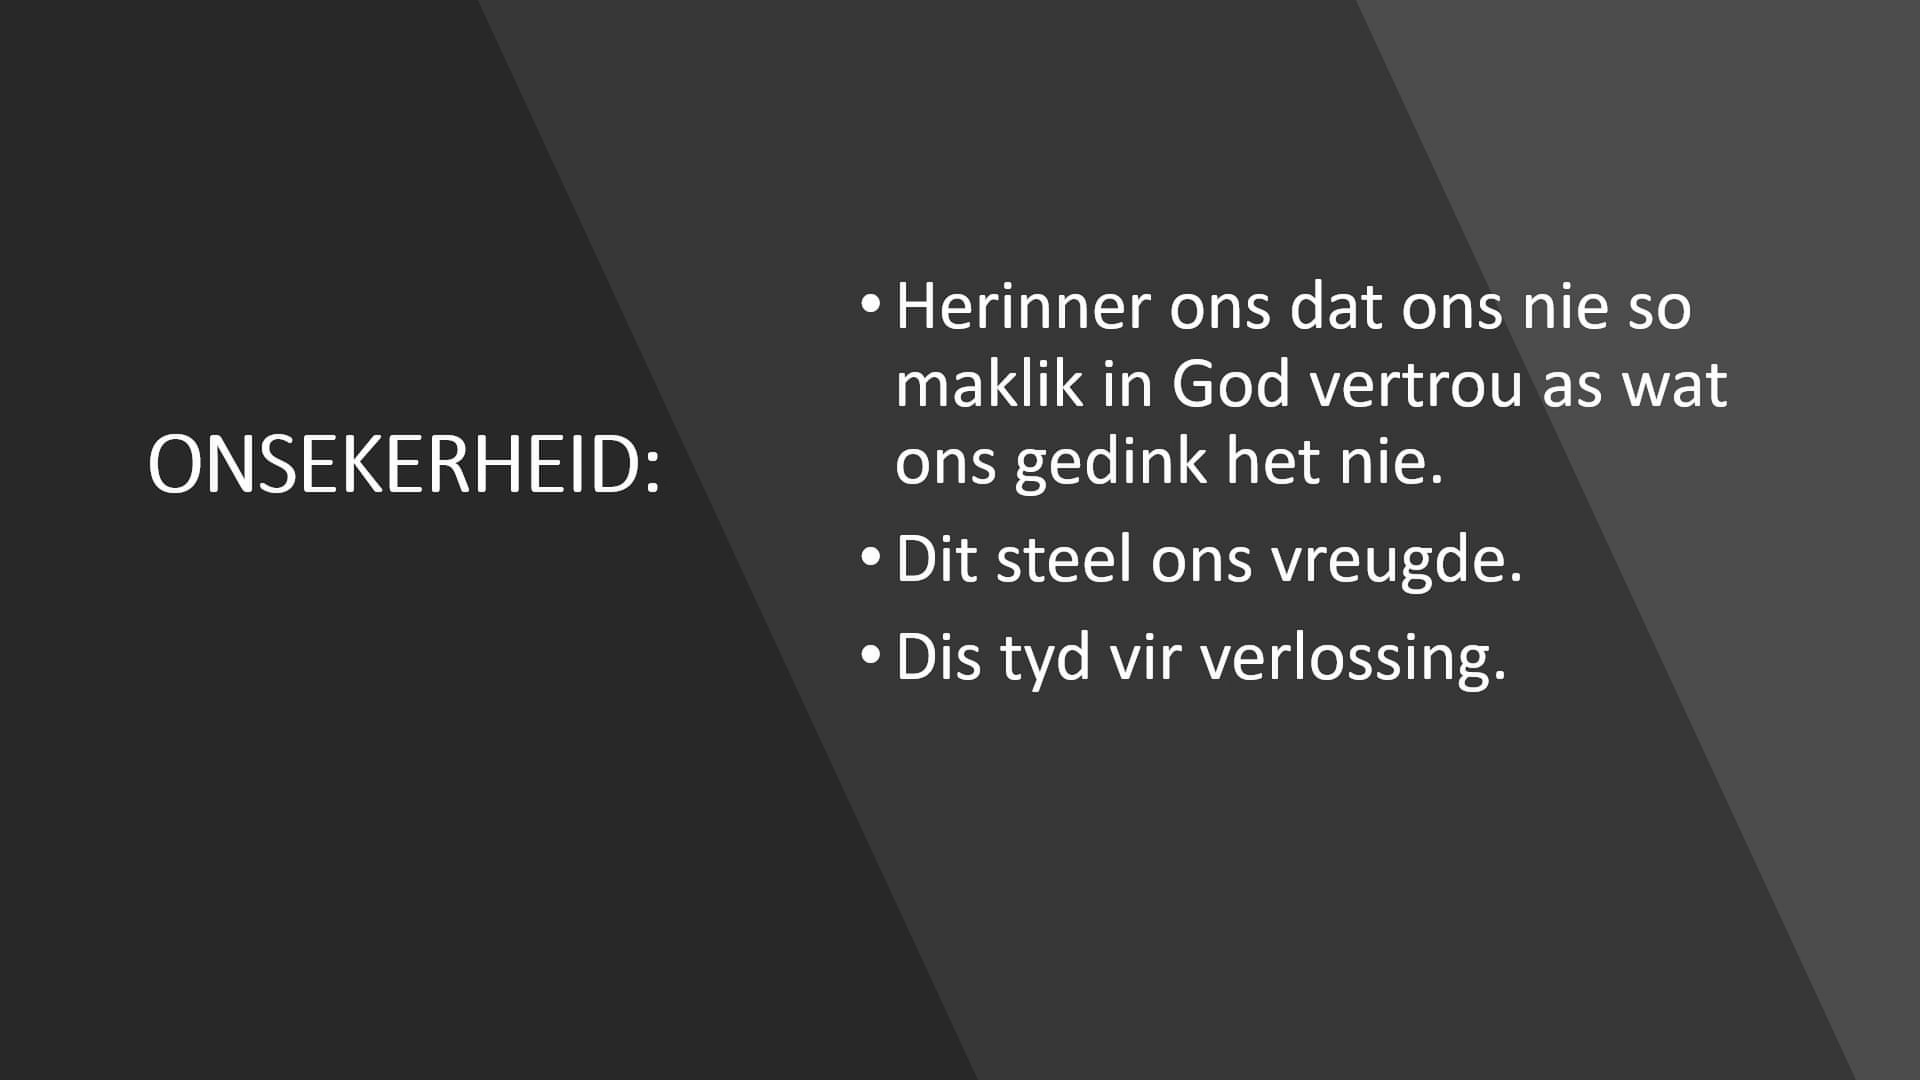 ONSEKERHEID:
• Herinner ons dat ons nie so
maklik in God vertrou as wat
ons gedink het nie.
• Dit steel ons vreugde.
• Dis tyd vir verlossing.